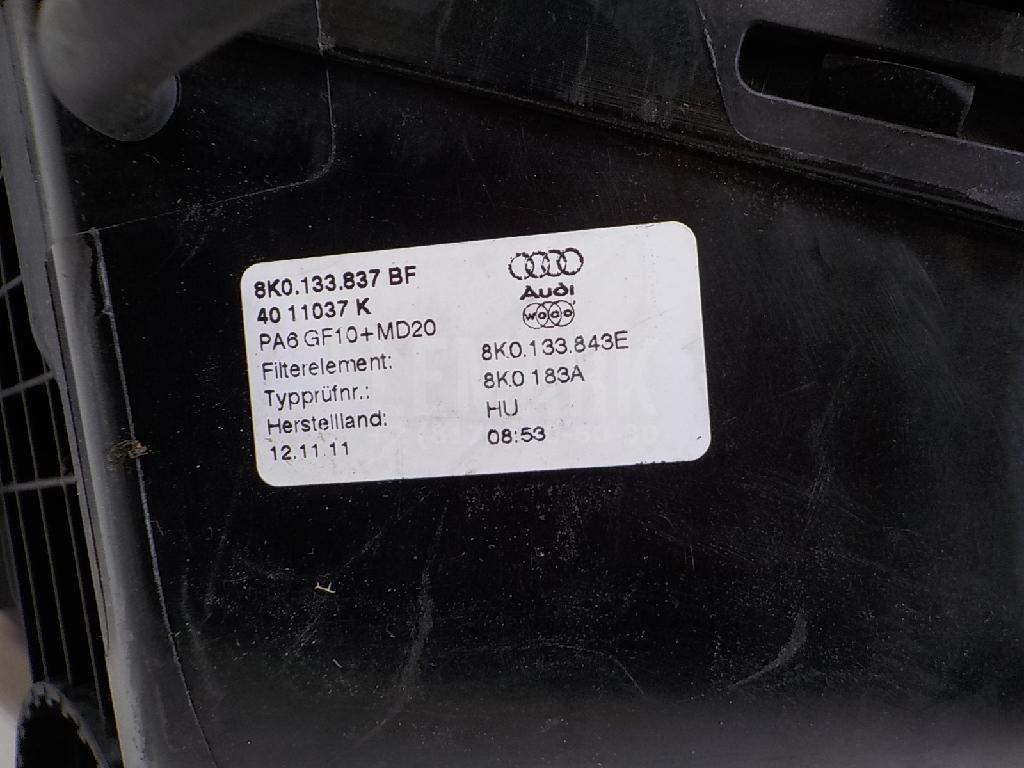 8K0.133.837 BF
40 11037 K
PA6 GF10+MD20
Audi
Filterelement: 8K0.133.843E
Typprüfnr.: 8K0 183A
Herstellland: HU
12.11.11 08:53